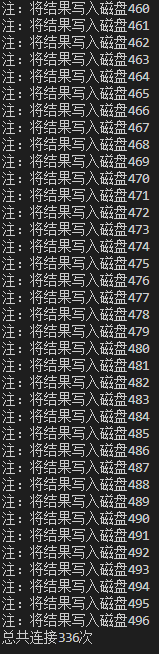 注：将结果写入磁盘460
注：将结果写入磁盘461
注：将结果写入磁盘462
注：将结果写入磁盘463
注：将结果写入磁盘464
注：将结果写入磁盘465
注：将结果写入磁盘466
注：将结果写入磁盘467
注：将结果写入磁盘468
注：将结果写入磁盘469
注：将结果写入磁盘470
注：将结果写入磁盘471
注：将结果写入磁盘472
注：将结果写入磁盘473
注：将结果写入磁盘474
注：将结果写入磁盘475
注：将结果写入磁盘476
注：将结果写入磁盘477
注：将结果写入磁盘478
注：将结果写入磁盘479
注：将结果写入磁盘480
注：将结果写入磁盘481
注：将结果写入磁盘482
注：将结果写入磁盘483
注：将结果写入磁盘484
注：将结果写入磁盘485
注：将结果写入磁盘486
注：将结果写入磁盘487
注：将结果写入磁盘488
注：将结果写入磁盘489
注：将结果写入磁盘490
注：将结果写入磁盘491
注：将结果写入磁盘492
注：将结果写入磁盘493
注：将结果写入磁盘494
注：将结果写入磁盘495
注：将结果写入磁盘496
总共连接336次